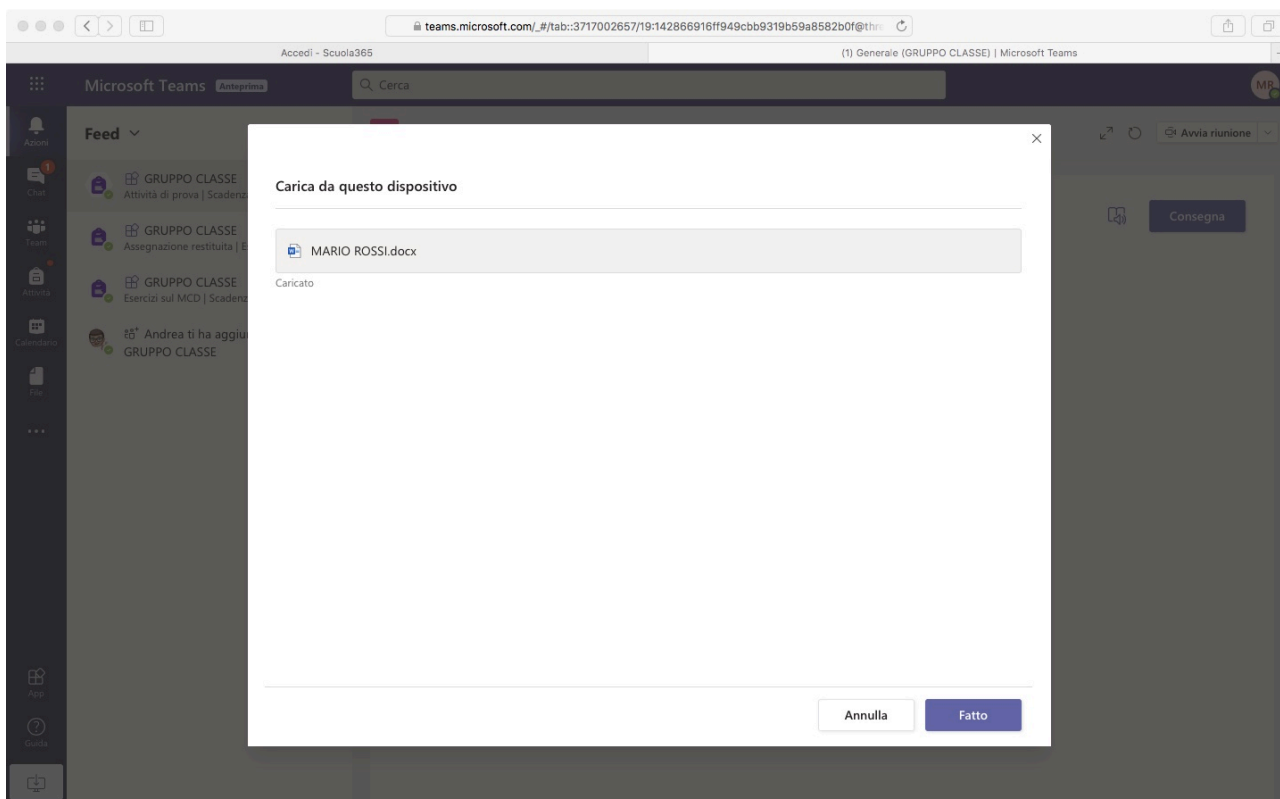 teams.microsoft.com/_#/tab::3717002657/19:142866916ff949cbb9319b59a8582b0f@thr
Accedi - Scuola365
(1) Generale (GRUPPO CLASSE) | Microsoft Teams
Microsoft Teams Anteprima
Cerca
MR
Azioni
Feed
Avvia riunione
1
Chat
GRUPPO CLASSE
Attività di prova | Scadenz
Carica da questo dispositivo
Consegna
Team
GRUPPO CLASSE
Assegnazione restituita | E
MARIO ROSSI.docx
Attività
GRUPPO CLASSE
Esercizi sul MCD | Scadenz
Caricato
Calendario
Andrea ti ha aggiu
GRUPPO CLASSE
File
App
Annulla
Fatto
Guida